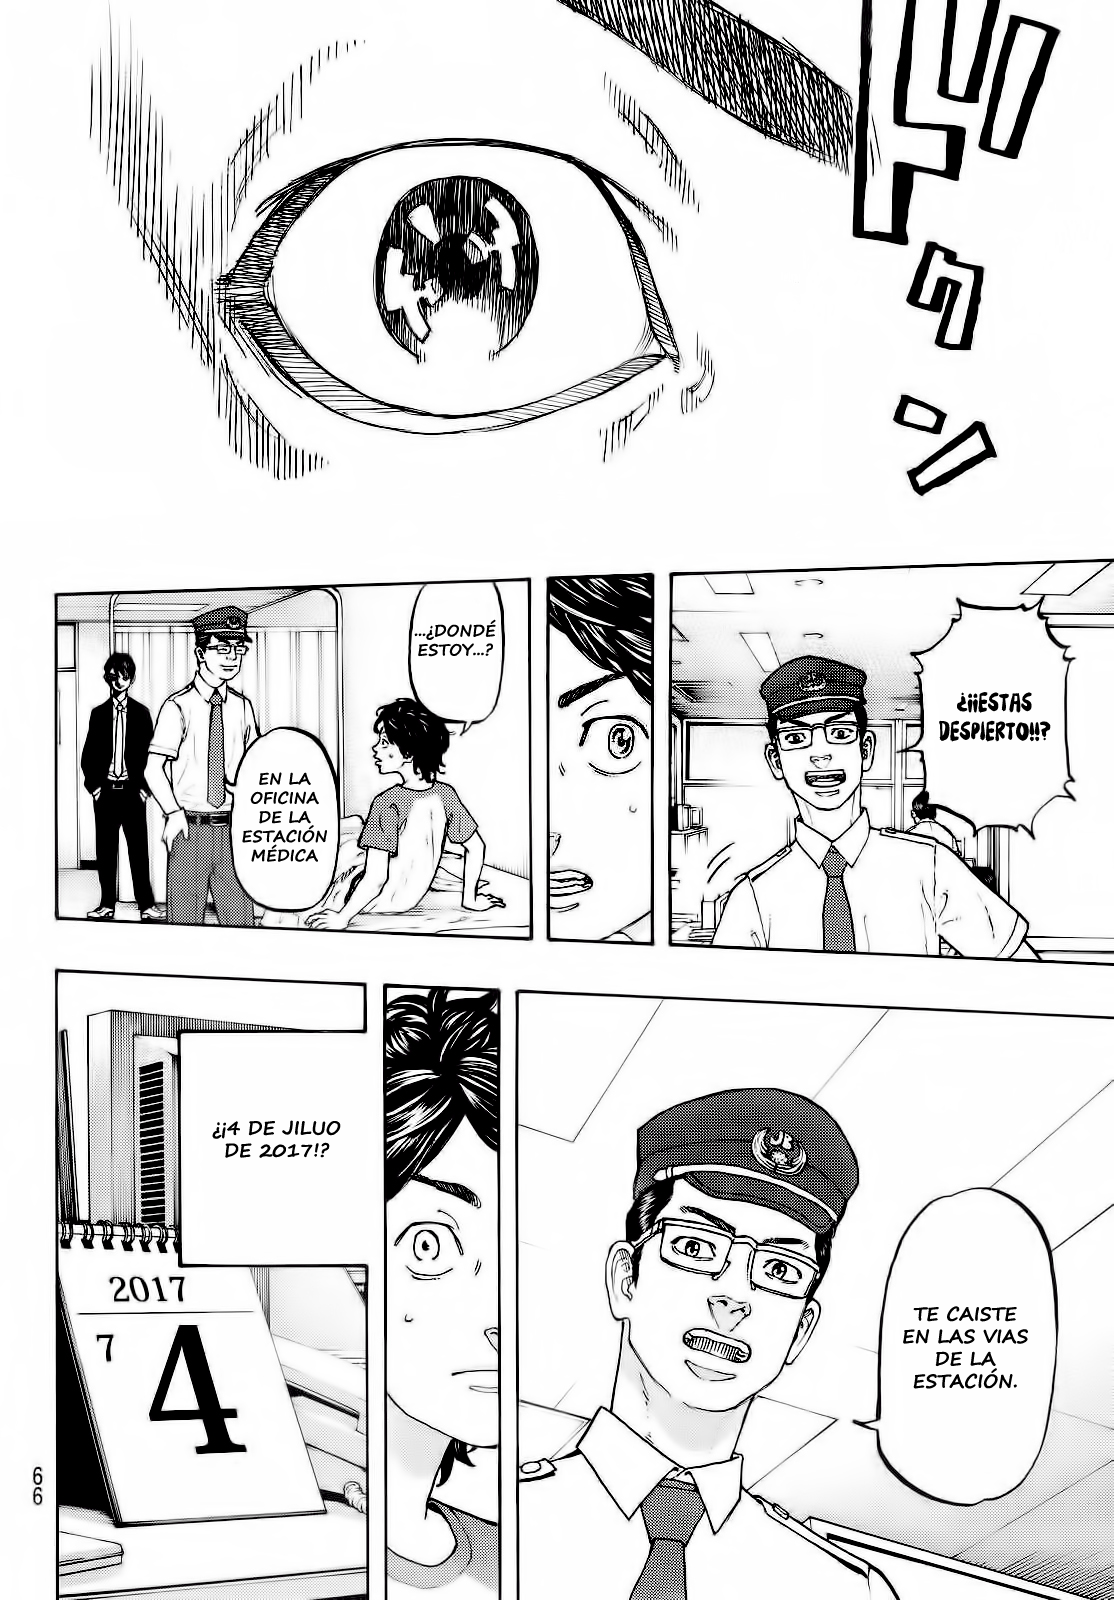 ドックン
¿¡¡ESTAS
DESPIERTO!!?
...¿DONDÉ
ESTOY...?
EN LA
OFICINA
DE LA
ESTACIÓN
MÉDICA
TE CAISTE
EN LAS VIAS
DE LA
ESTACIÓN.
¿¡4 DE JILUO
DE 2017!?
2017
7
4
66